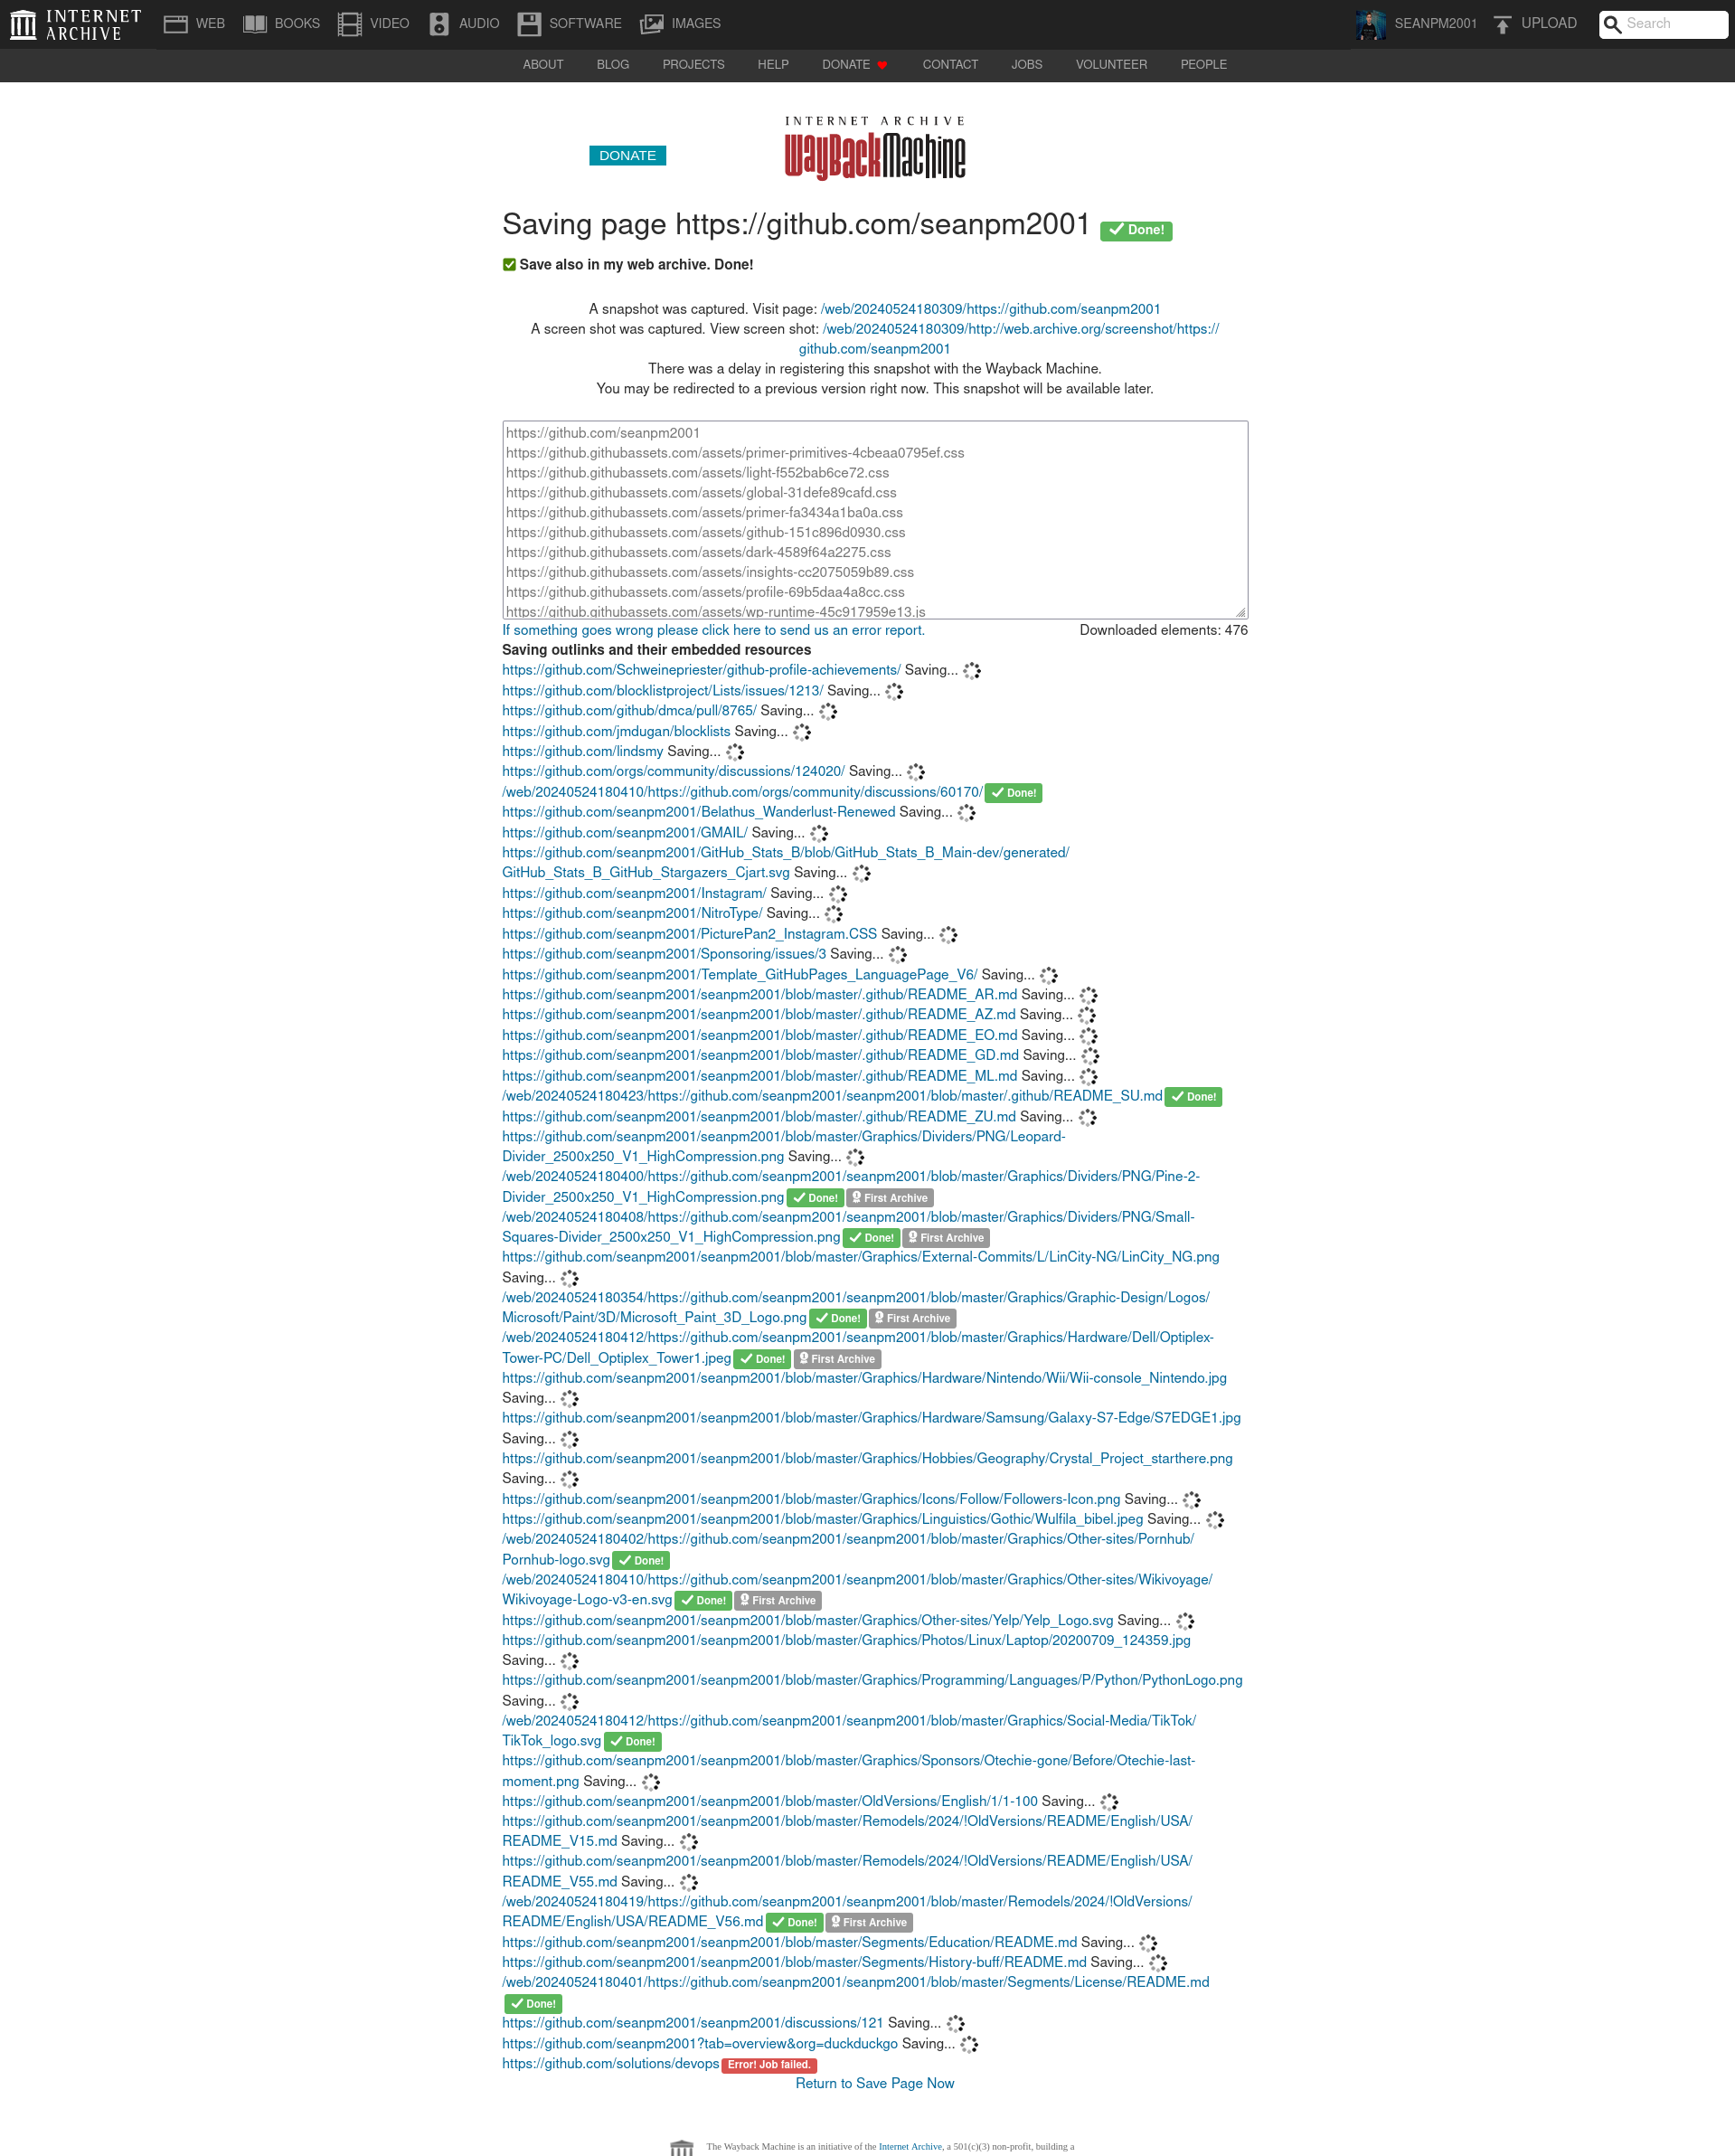 INTERNET ARCHIVE
WEB BOOKS VIDEO AUDIO SOFTWARE IMAGES SEANPM2001 UPLOAD Search
ABOUT BLOG PROJECTS HELP DONATE CONTACT JOBS VOLUNTEER PEOPLE
INTERNET ARCHIVE
DONATE
WayBackMachine
Saving page https://github.com/seanpm2001 Done!
Save also in my web archive. Done!
A snapshot was captured. Visit page: /web/20240524180309/https://github.com/seanpm2001
A screen shot was captured. View screen shot: /web/20240524180309/http://web.archive.org/screenshot/https://
github.com/seanpm2001
There was a delay in registering this snapshot with the Wayback Machine.
You may be redirected to a previous version right now. This snapshot will be available later.
https://github.com/seanpm2001
https://github.githubassets.com/assets/primer-primitives-4cbeaa0795ef.css
https://github.githubassets.com/assets/light-f552bab6ce72.css
https://github.githubassets.com/assets/global-31defe89cafd.css
https://github.githubassets.com/assets/primer-fa3434a1ba0a.css
https://github.githubassets.com/assets/github-151c896d0930.css
https://github.githubassets.com/assets/dark-4589f64a2275.css
https://github.githubassets.com/assets/insights-cc2075059b89.css
https://github.githubassets.com/assets/profile-69b5daa4a8cc.css
https://github.githubassets.com/assets/wp-runtime-45c917959e13.js
If something goes wrong please click here to send us an error report. Downloaded elements: 476
Saving outlinks and their embedded resources
https://github.com/Schweinepriester/github-profile-achievements/ Saving...
https://github.com/blocklistproject/Lists/issues/1213/ Saving...
https://github.com/github/dmca/pull/8765/ Saving...
https://github.com/jmdugan/blocklists Saving...
https://github.com/lindsmy Saving...
https://github.com/orgs/community/discussions/124020/ Saving...
/web/20240524180410/https://github.com/orgs/community/discussions/60170/ Done!
https://github.com/seanpm2001/Belathus_Wanderlust-Renewed Saving...
https://github.com/seanpm2001/GMAIL/ Saving...
https://github.com/seanpm2001/GitHub_Stats_B/blob/GitHub_Stats_B_Main-dev/generated/
GitHub_Stats_B_GitHub_Stargazers_Cjart.svg Saving...
https://github.com/seanpm2001/Instagram/ Saving...
https://github.com/seanpm2001/NitroType/ Saving...
https://github.com/seanpm2001/PicturePan2_Instagram.CSS Saving...
https://github.com/seanpm2001/Sponsoring/issues/3 Saving...
https://github.com/seanpm2001/Template_GitHubPages_LanguagePage_V6/ Saving...
https://github.com/seanpm2001/seanpm2001/blob/master/.github/README_AR.md Saving...
https://github.com/seanpm2001/seanpm2001/blob/master/.github/README_AZ.md Saving...
https://github.com/seanpm2001/seanpm2001/blob/master/.github/README_EO.md Saving...
https://github.com/seanpm2001/seanpm2001/blob/master/.github/README_GD.md Saving...
https://github.com/seanpm2001/seanpm2001/blob/master/.github/README_ML.md Saving...
/web/20240524180423/https://github.com/seanpm2001/seanpm2001/blob/master/.github/README_SU.md Done!
https://github.com/seanpm2001/seanpm2001/blob/master/.github/README_ZU.md Saving...
https://github.com/seanpm2001/seanpm2001/blob/master/Graphics/Dividers/PNG/Leopard-
Divider_2500x250_V1_HighCompression.png Saving...
/web/20240524180400/https://github.com/seanpm2001/seanpm2001/blob/master/Graphics/Dividers/PNG/Pine-2-
Divider_2500x250_V1_HighCompression.png Done! First Archive
/web/20240524180408/https://github.com/seanpm2001/seanpm2001/blob/master/Graphics/Dividers/PNG/Small-
Squares-Divider_2500x250_V1_HighCompression.png Done! First Archive
https://github.com/seanpm2001/seanpm2001/blob/master/Graphics/External-Commits/L/LinCity-NG/LinCity_NG.png
Saving...
/web/20240524180354/https://github.com/seanpm2001/seanpm2001/blob/master/Graphics/Graphic-Design/Logos/
Microsoft/Paint/3D/Microsoft_Paint_3D_Logo.png Done! First Archive
/web/20240524180412/https://github.com/seanpm2001/seanpm2001/blob/master/Graphics/Hardware/Dell/Optiplex-
Tower-PC/Dell_Optiplex_Tower1.jpeg Done! First Archive
https://github.com/seanpm2001/seanpm2001/blob/master/Graphics/Hardware/Nintendo/Wii/Wii-console_Nintendo.jpg
Saving...
https://github.com/seanpm2001/seanpm2001/blob/master/Graphics/Hardware/Samsung/Galaxy-S7-Edge/S7EDGE1.jpg
Saving...
https://github.com/seanpm2001/seanpm2001/blob/master/Graphics/Hobbies/Geography/Crystal_Project_starthere.png
Saving...
https://github.com/seanpm2001/seanpm2001/blob/master/Graphics/Icons/Follow/Followers-Icon.png Saving...
https://github.com/seanpm2001/seanpm2001/blob/master/Graphics/Linguistics/Gothic/Wulfila_bibel.jpeg Saving...
/web/20240524180402/https://github.com/seanpm2001/seanpm2001/blob/master/Graphics/Other-sites/Pornhub/
Pornhub-logo.svg Done!
/web/20240524180410/https://github.com/seanpm2001/seanpm2001/blob/master/Graphics/Other-sites/Wikivoyage/
Wikivoyage-Logo-v3-en.svg Done! First Archive
https://github.com/seanpm2001/seanpm2001/blob/master/Graphics/Other-sites/Yelp/Yelp_Logo.svg Saving...
https://github.com/seanpm2001/seanpm2001/blob/master/Graphics/Photos/Linux/Laptop/20200709_124359.jpg
Saving...
https://github.com/seanpm2001/seanpm2001/blob/master/Graphics/Programming/Languages/P/Python/PythonLogo.png
Saving...
/web/20240524180412/https://github.com/seanpm2001/seanpm2001/blob/master/Graphics/Social-Media/TikTok/
TikTok_logo.svg Done!
https://github.com/seanpm2001/seanpm2001/blob/master/Graphics/Sponsors/Otechie-gone/Before/Otechie-last-
moment.png Saving...
https://github.com/seanpm2001/seanpm2001/blob/master/OldVersions/English/1/1-100 Saving...
https://github.com/seanpm2001/seanpm2001/blob/master/Remodels/2024/!OldVersions/README/English/USA/
README_V15.md Saving...
https://github.com/seanpm2001/seanpm2001/blob/master/Remodels/2024/!OldVersions/README/English/USA/
README_V55.md Saving...
/web/20240524180419/https://github.com/seanpm2001/seanpm2001/blob/master/Remodels/2024/!OldVersions/
README/English/USA/README_V56.md Done! First Archive
https://github.com/seanpm2001/seanpm2001/blob/master/Segments/Education/README.md Saving...
https://github.com/seanpm2001/seanpm2001/blob/master/Segments/History-buff/README.md Saving...
/web/20240524180401/https://github.com/seanpm2001/seanpm2001/blob/master/Segments/License/README.md
Done!
https://github.com/seanpm2001/seanpm2001/discussions/121 Saving...
https://github.com/seanpm2001?tab=overview&org=duckduckgo Saving...
https://github.com/solutions/devops Error! Job failed.
Return to Save Page Now
The Wayback Machine is an initiative of the Internet Archive, a 501(c)(3) non-profit, building a